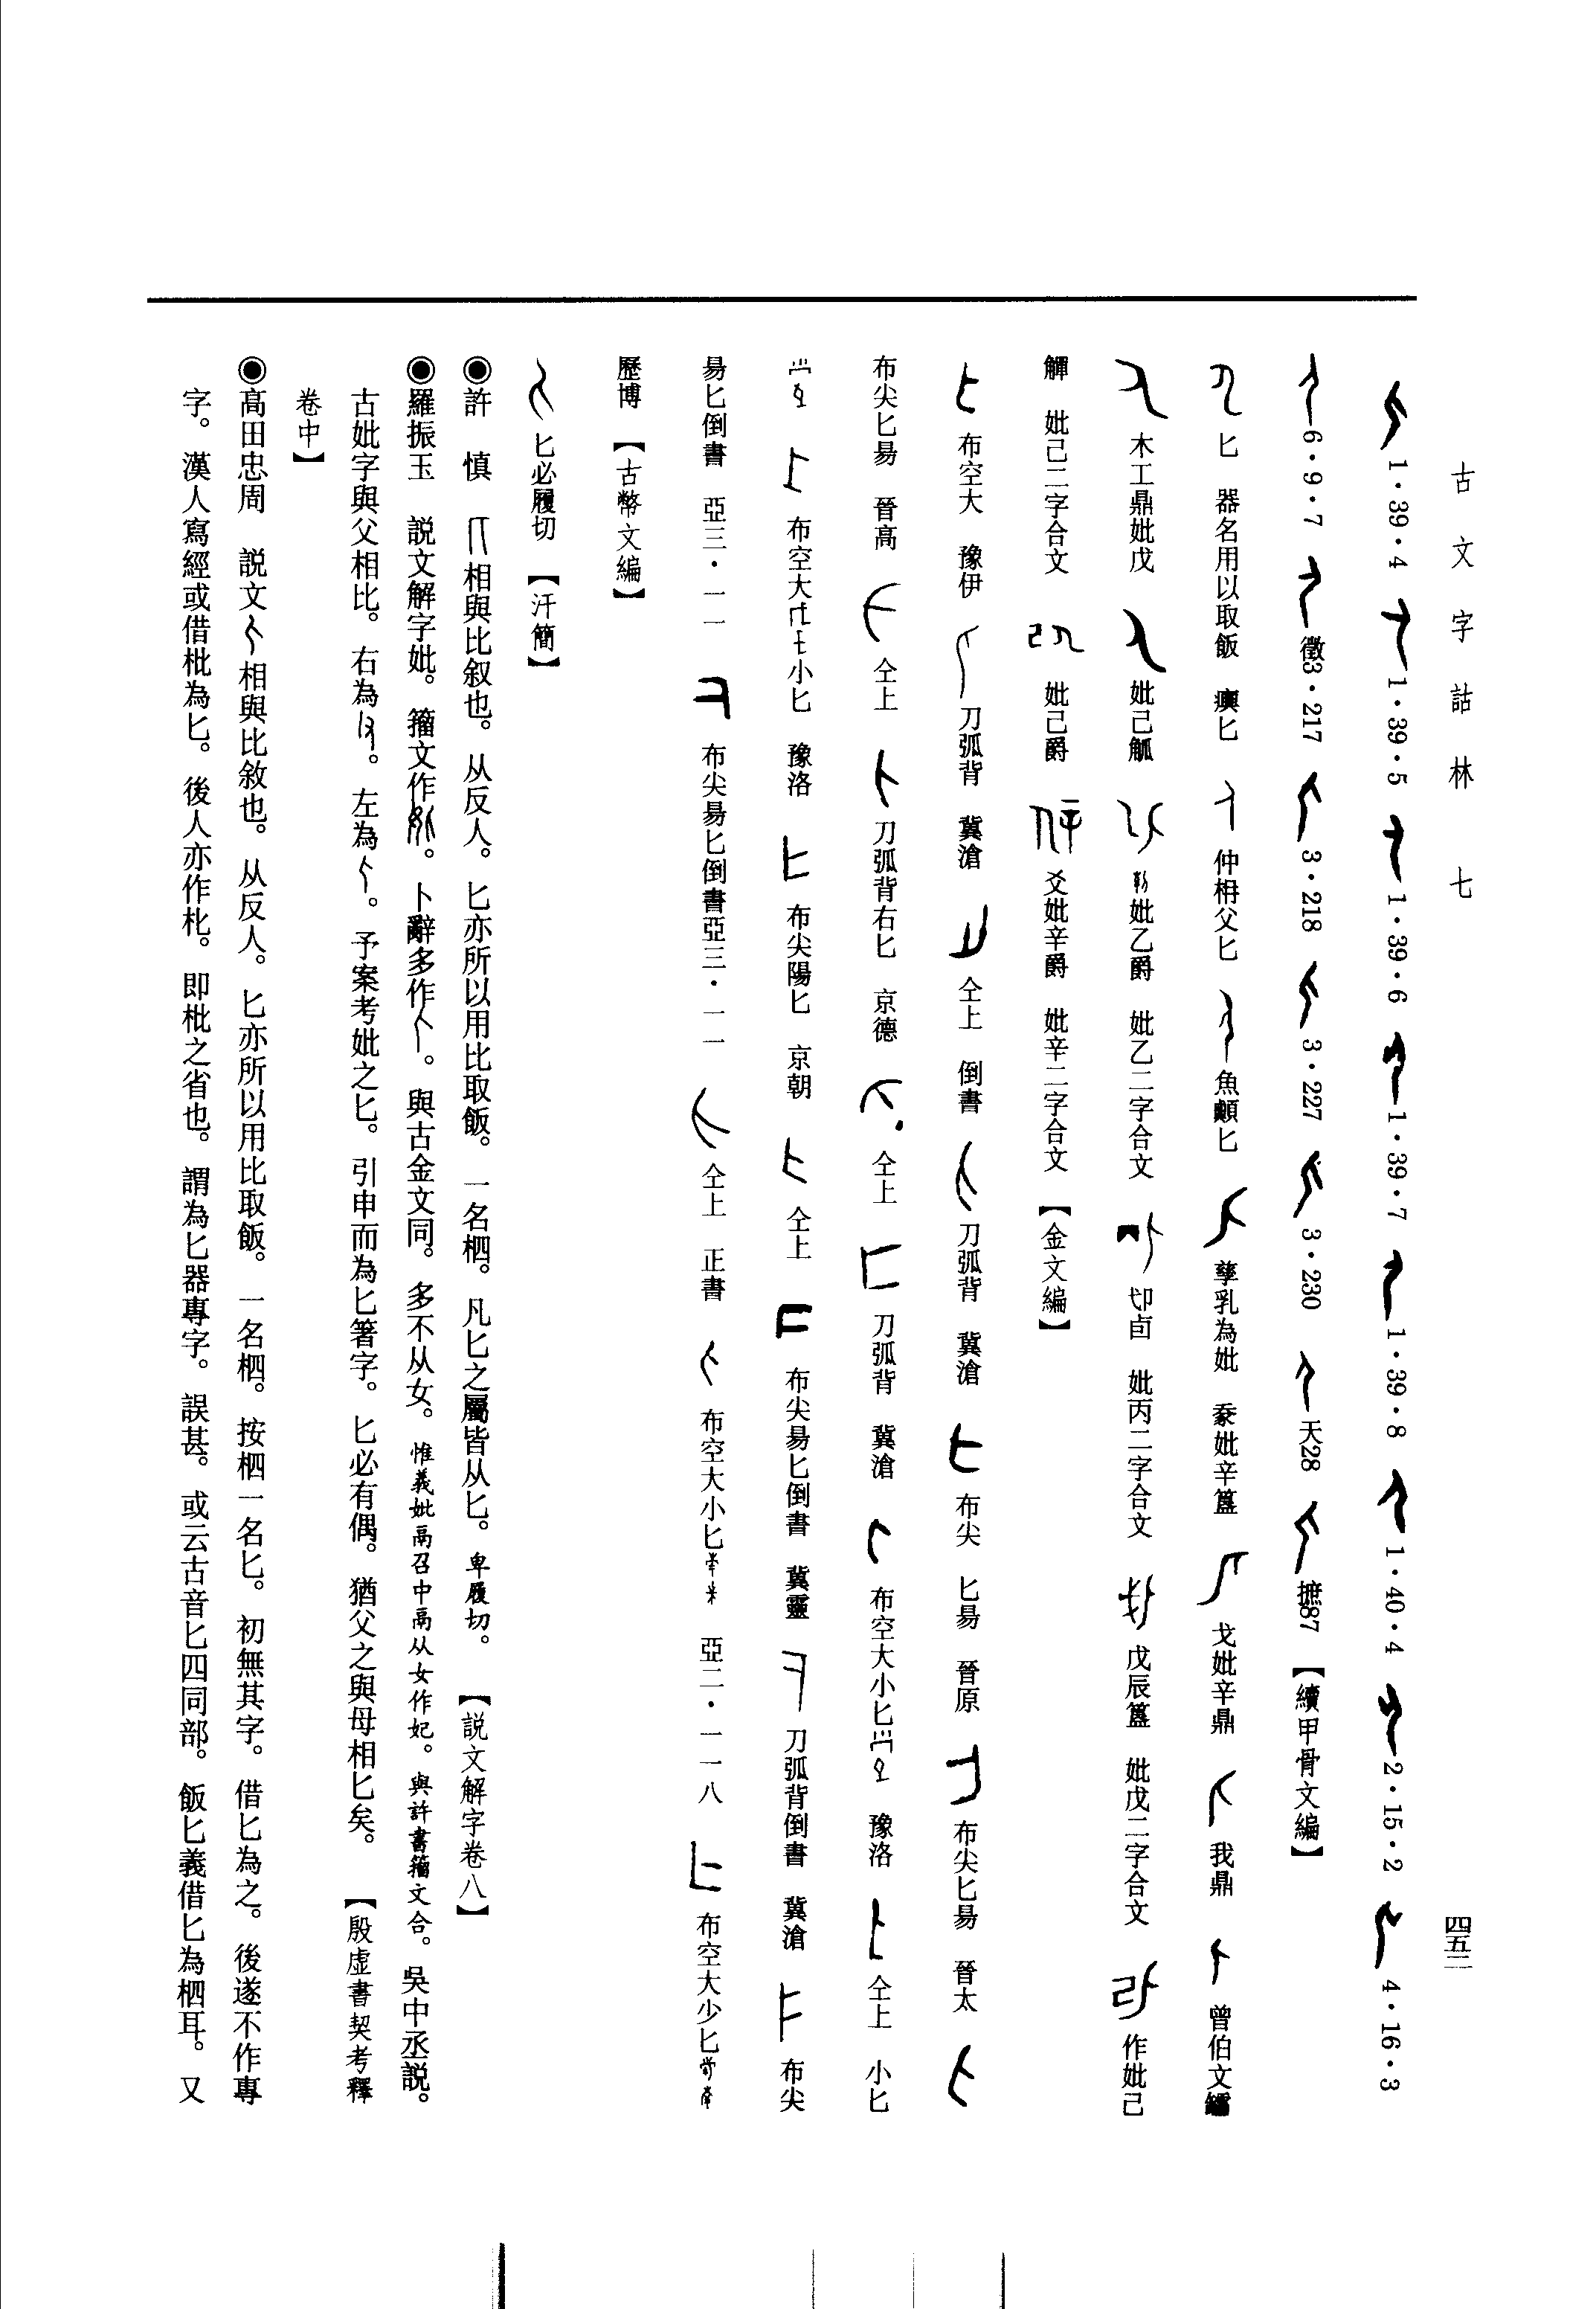 古文字詁林 七
四五二
1·39·4 1·39·5 1·39·6 1·39·7 1·39·8 1·40·4 2·15·2 4·16·3
6·9·7 徵3·217 3·218 3·227 3·230 天28 摭87 【續甲骨文編】
匕 器名用以取飯 匕 仲枏父匕 魚顛匕 孳乳為妣 妣辛簋 戈妣辛鼎 我鼎 曾伯文
木工鼎妣戊 妣己觚 妣乙爵 妣乙二字合文 卣 妣丙二字合文 戊辰簋 妣戊二字合文 作妣己
觶 妣己二字合文 妣己爵 妣辛爵 妣辛二字合文 【金文編】
布空大 豫伊 刀弧背 冀滄 仝上 倒書 刀弧背 冀滄 布尖 匕昜 晉原 布尖匕昜 晉太
布尖匕昜 晉高 仝上 刀弧背右匕 京德 仝上 刀弧背 冀滄 布空大小匕 豫洛 仝上 小匕
布空大 小匕 豫洛 布尖陽匕 京朝 仝上 布尖昜匕倒書 冀靈 刀弧背倒書 冀滄 布尖
昜匕倒書 亞三·一一 布尖昜匕倒書亞三·一一 仝上 正書 布空大小匕 亞二·一一八 布空大少匕
歷博 【古幣文編】
匕必履切 【汗簡】
◉許 慎 相與比叙也。从反人。匕亦所以用比取飯。一名柶。凡匕之屬皆从匕。卑履切。 【説文解字卷八】
◉羅振玉 説文解字妣。籀文作。卜辭多作。與古金文同。多不从女。惟義妣鬲召中鬲从女作妃。與許書籀文合。吳中丞説。
古妣字與父相比。右為。左為。予案考妣之匕。引申而為匕箸字。匕必有偶。猶父之與母相匕矣。 【殷虛書契考釋
卷中】
◉高田忠周 説文相與比敘也。从反人。匕亦所以用比取飯。一名柶。按柶一名匕。初無其字。借匕為之。後遂不作專
字。漢人寫經或借枇為匕。後人亦作朼。即枇之省也。謂為匕器專字。誤甚。或云古音匕四同部。飯匕義借匕為柶耳。又